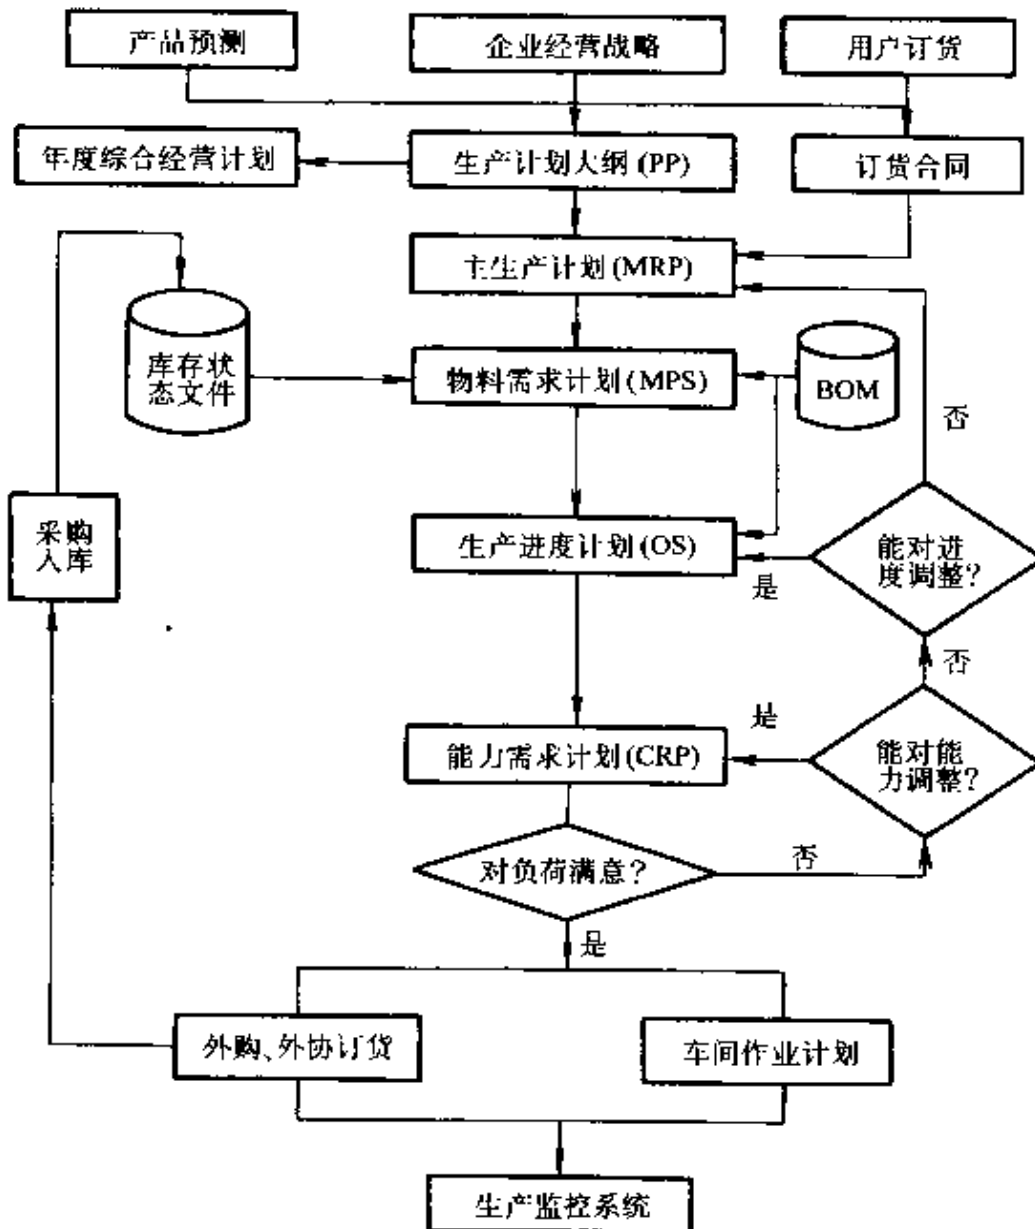 产品预测
企业经营战略
用户订货
年度综合经营计划
生产计划大纲(PP)
订货合同
主生产计划(MRP)
库存状
态文件
物料需求计划(MPS)
BOM
否
采购
入库
生产进度计划(OS)
能对进
度调整?
是
否
能力需求计划(CRP)
是
能对能
力调整?
对负荷满意?
否
是
外购、外协订货
车间作业计划
生产监控系统